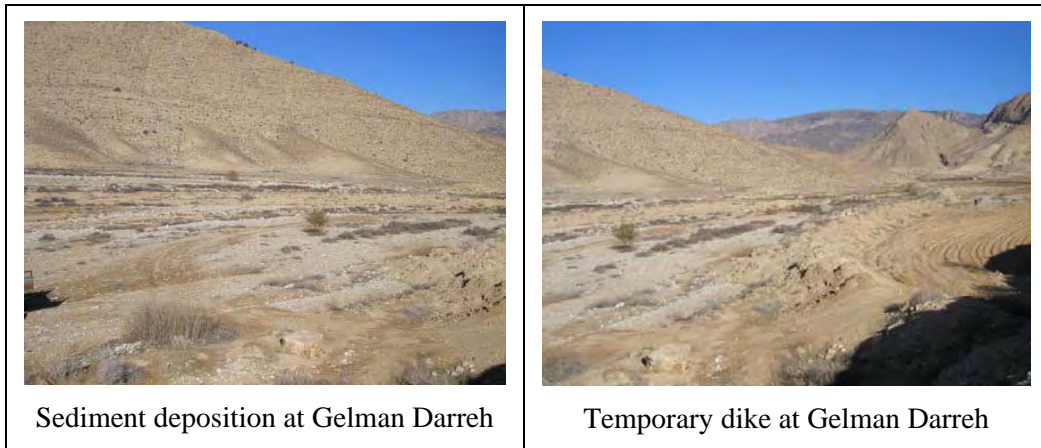 Sediment deposition at Gelman Darreh
Temporary dike at Gelman Darreh